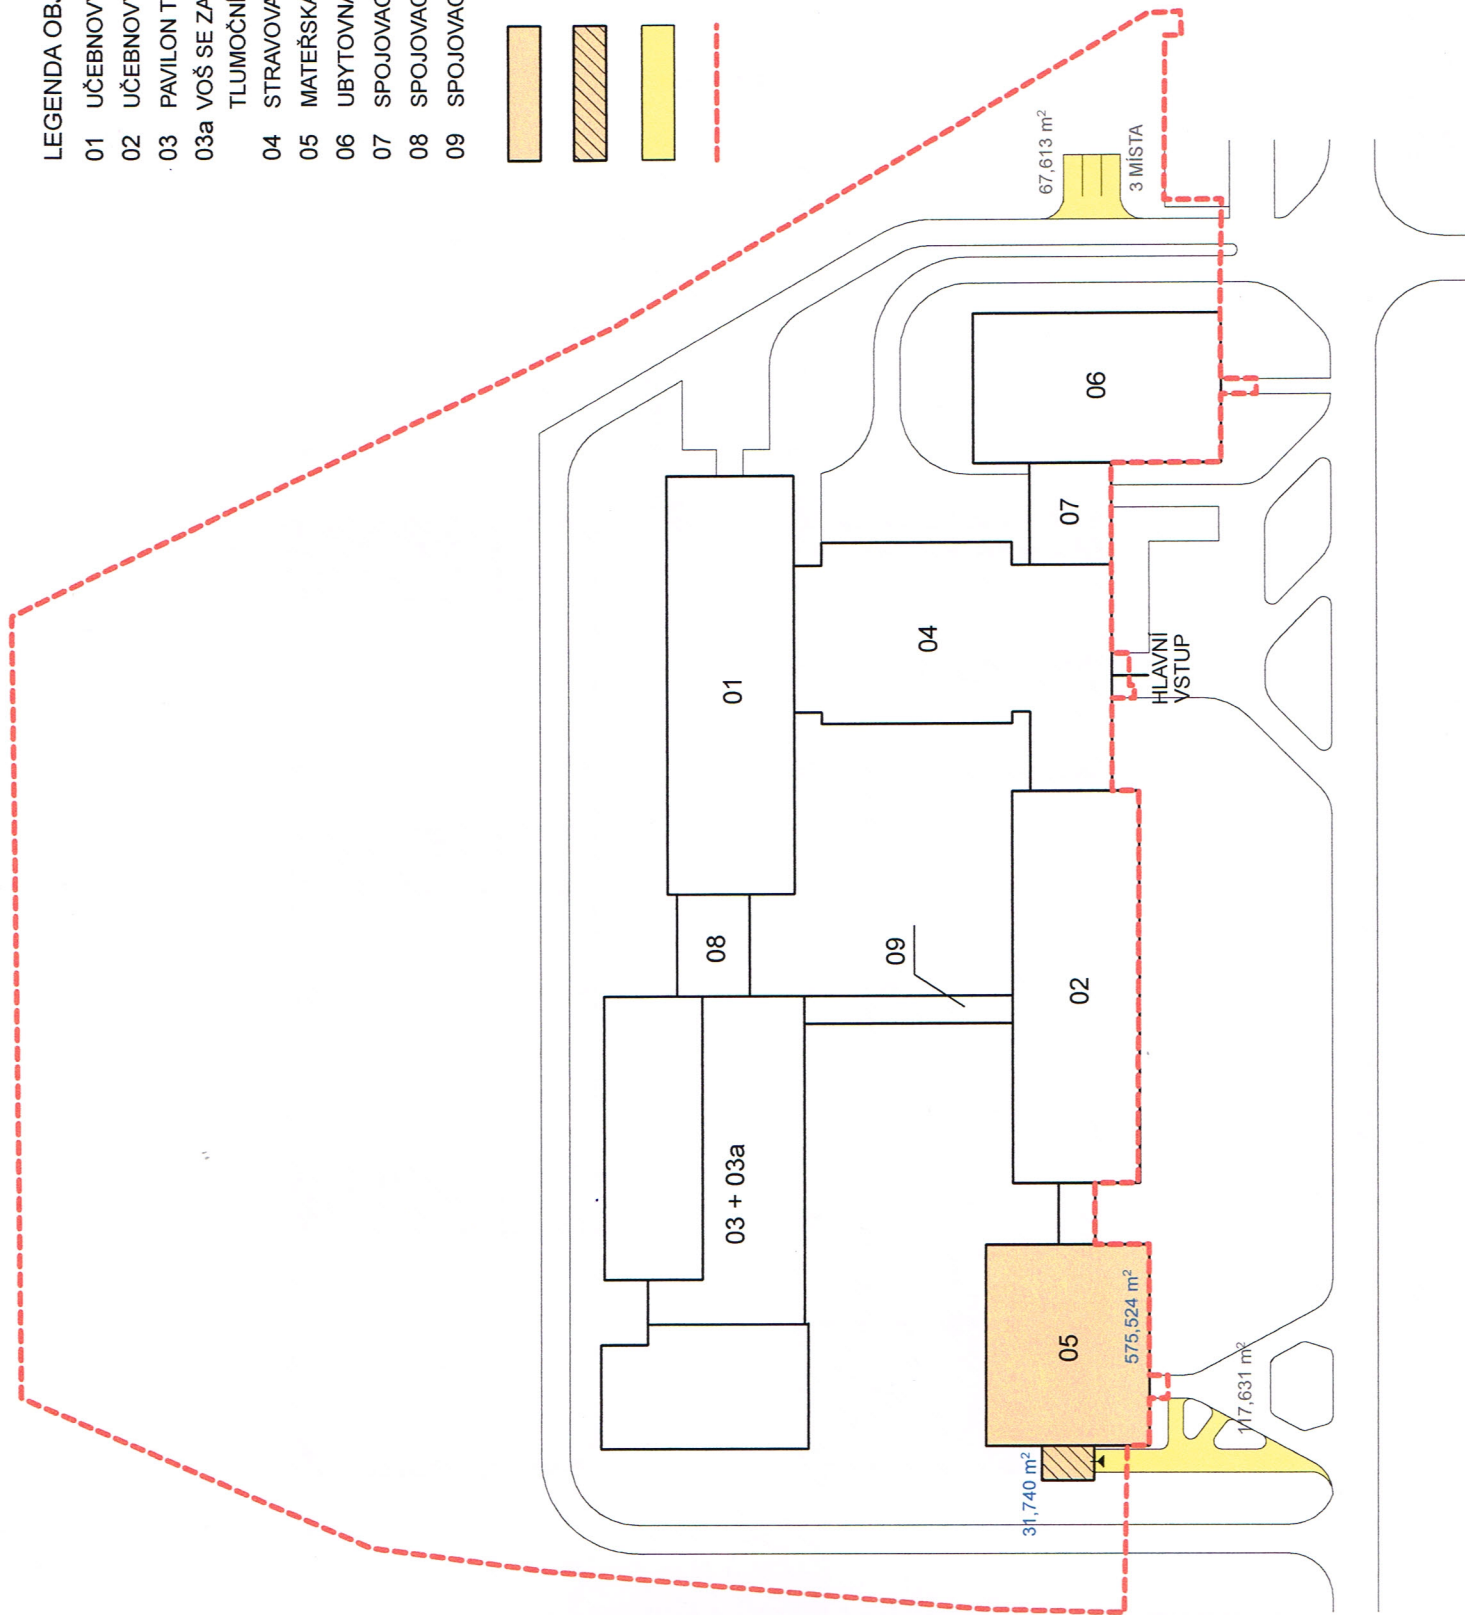 LEGENDA OBJ
01 UČEBNOV
02 UČEBNOV
03 PAVILON T
03a VOŠ SE ZA
TLUMOČNI
04 STRAVOVA
05 MATEŘSKÁ
06 UBYTOVNA
07 SPOJOVAC
08 SPOJOVAC
09 SPOJOVAC
67,613 m²
3 MÍSTA
06
07
01
04
HLAVNÍ
VSTUP
08
09
02
03 + 03a
05
575,524 m²
117,631 m²
31,740 m²